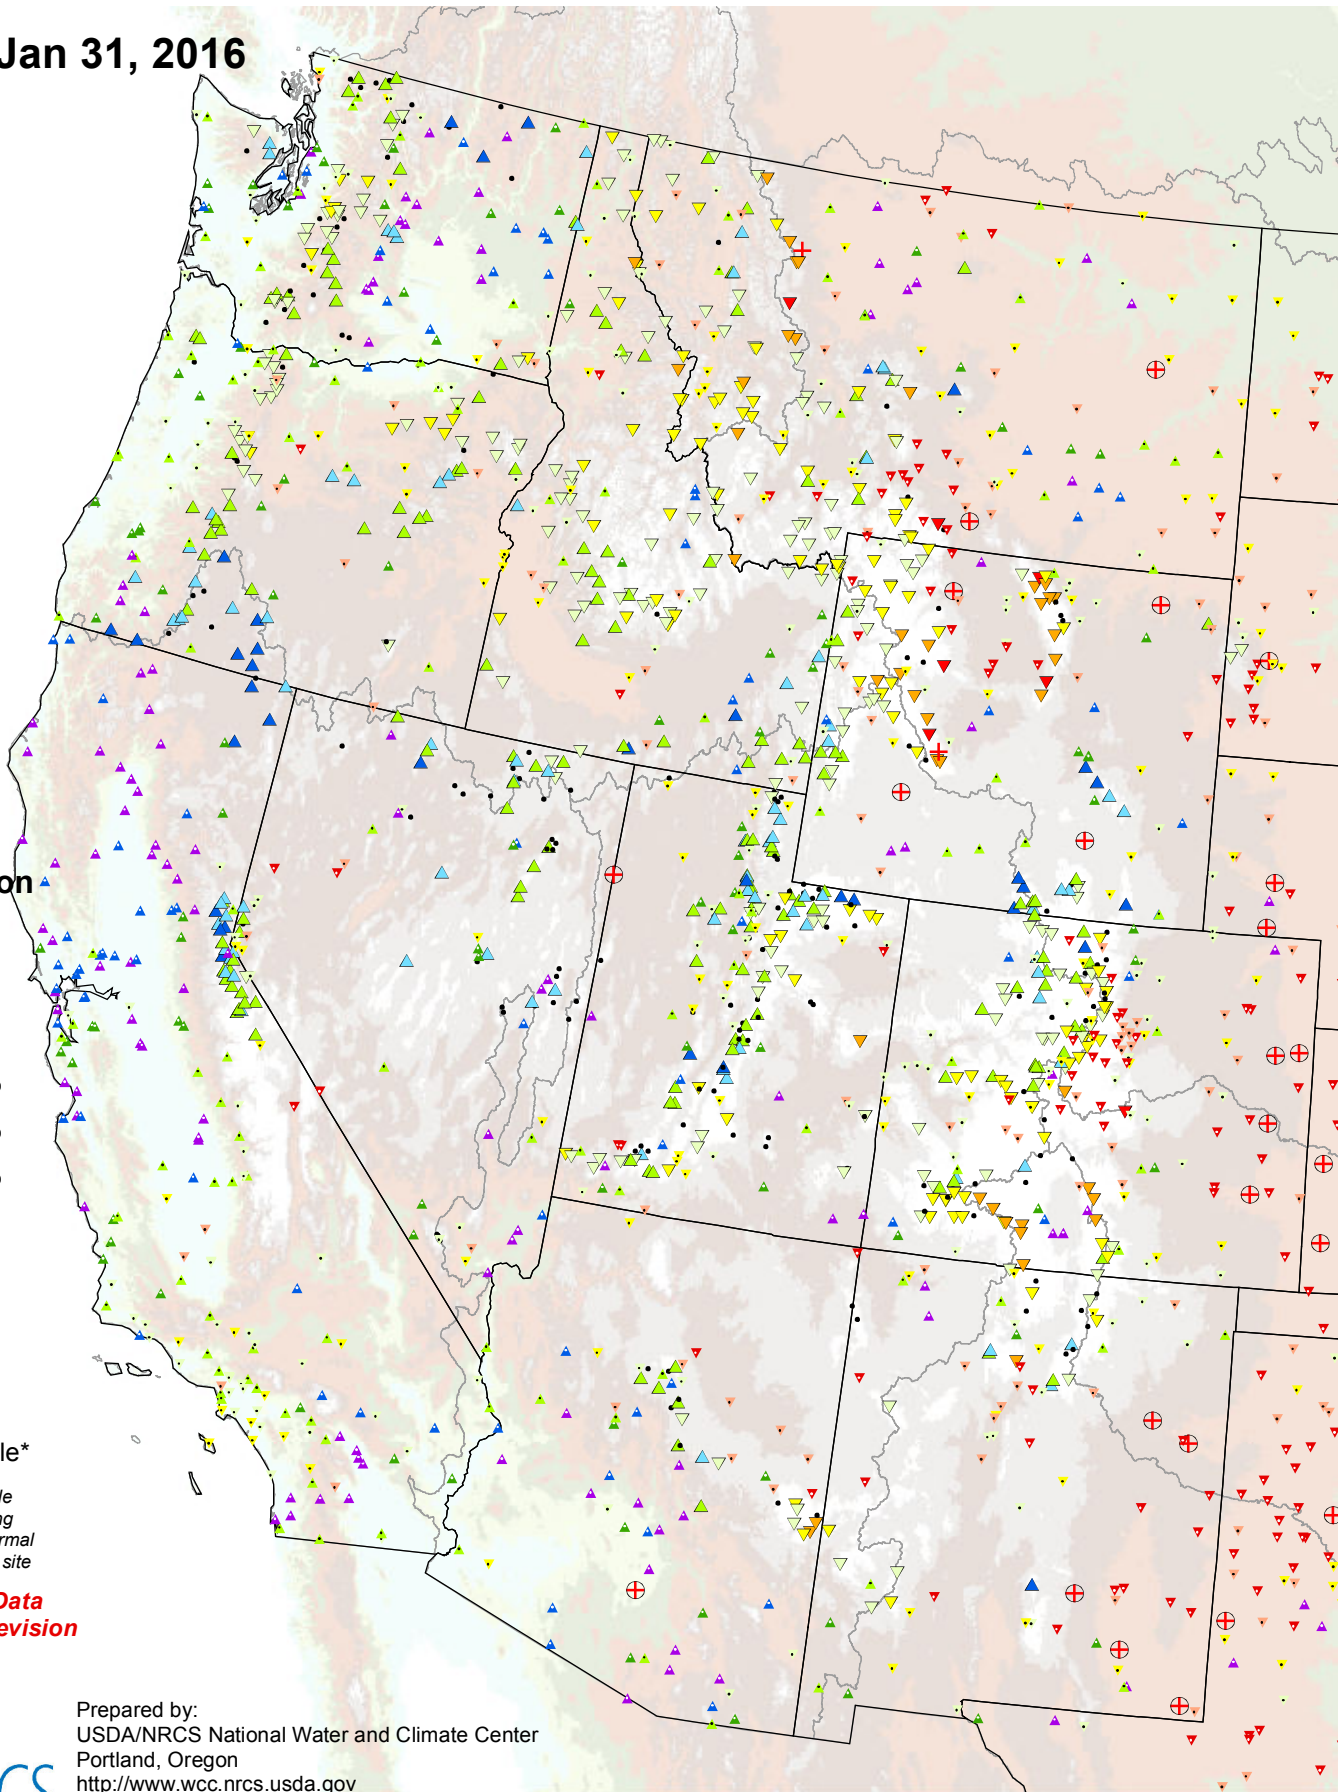 Jan 31, 2016
on
le*
le
ng
rmal
site
Data
evision
Prepared by:
USDA/NRCS National Water and Climate Center
Portland, Oregon
http://www.wcc.nrcs.usda.gov
CS